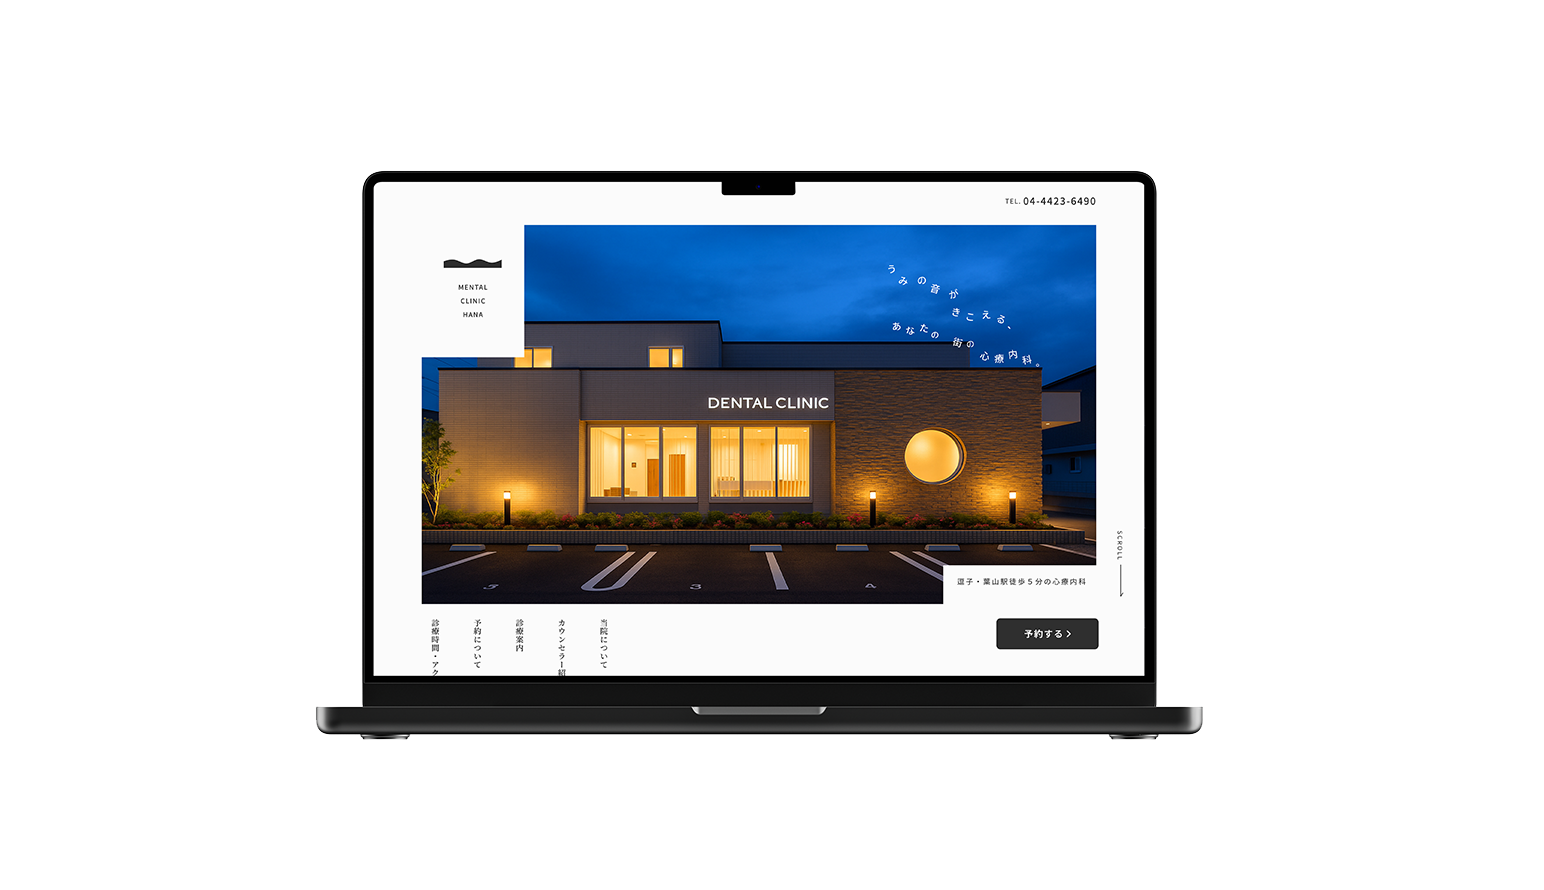 TEL. 04-4423-6490
MENTAL
CLINIC
HANA
うみの音が
きこえる、
あなたの街の
心療内科。
DENTAL CLINIC
3
4
SCROLL
逗子・葉山駅徒歩5分の心療内科
予約する
当院について
カウンセラー紹
診療案内
予約について
診療時間・アク